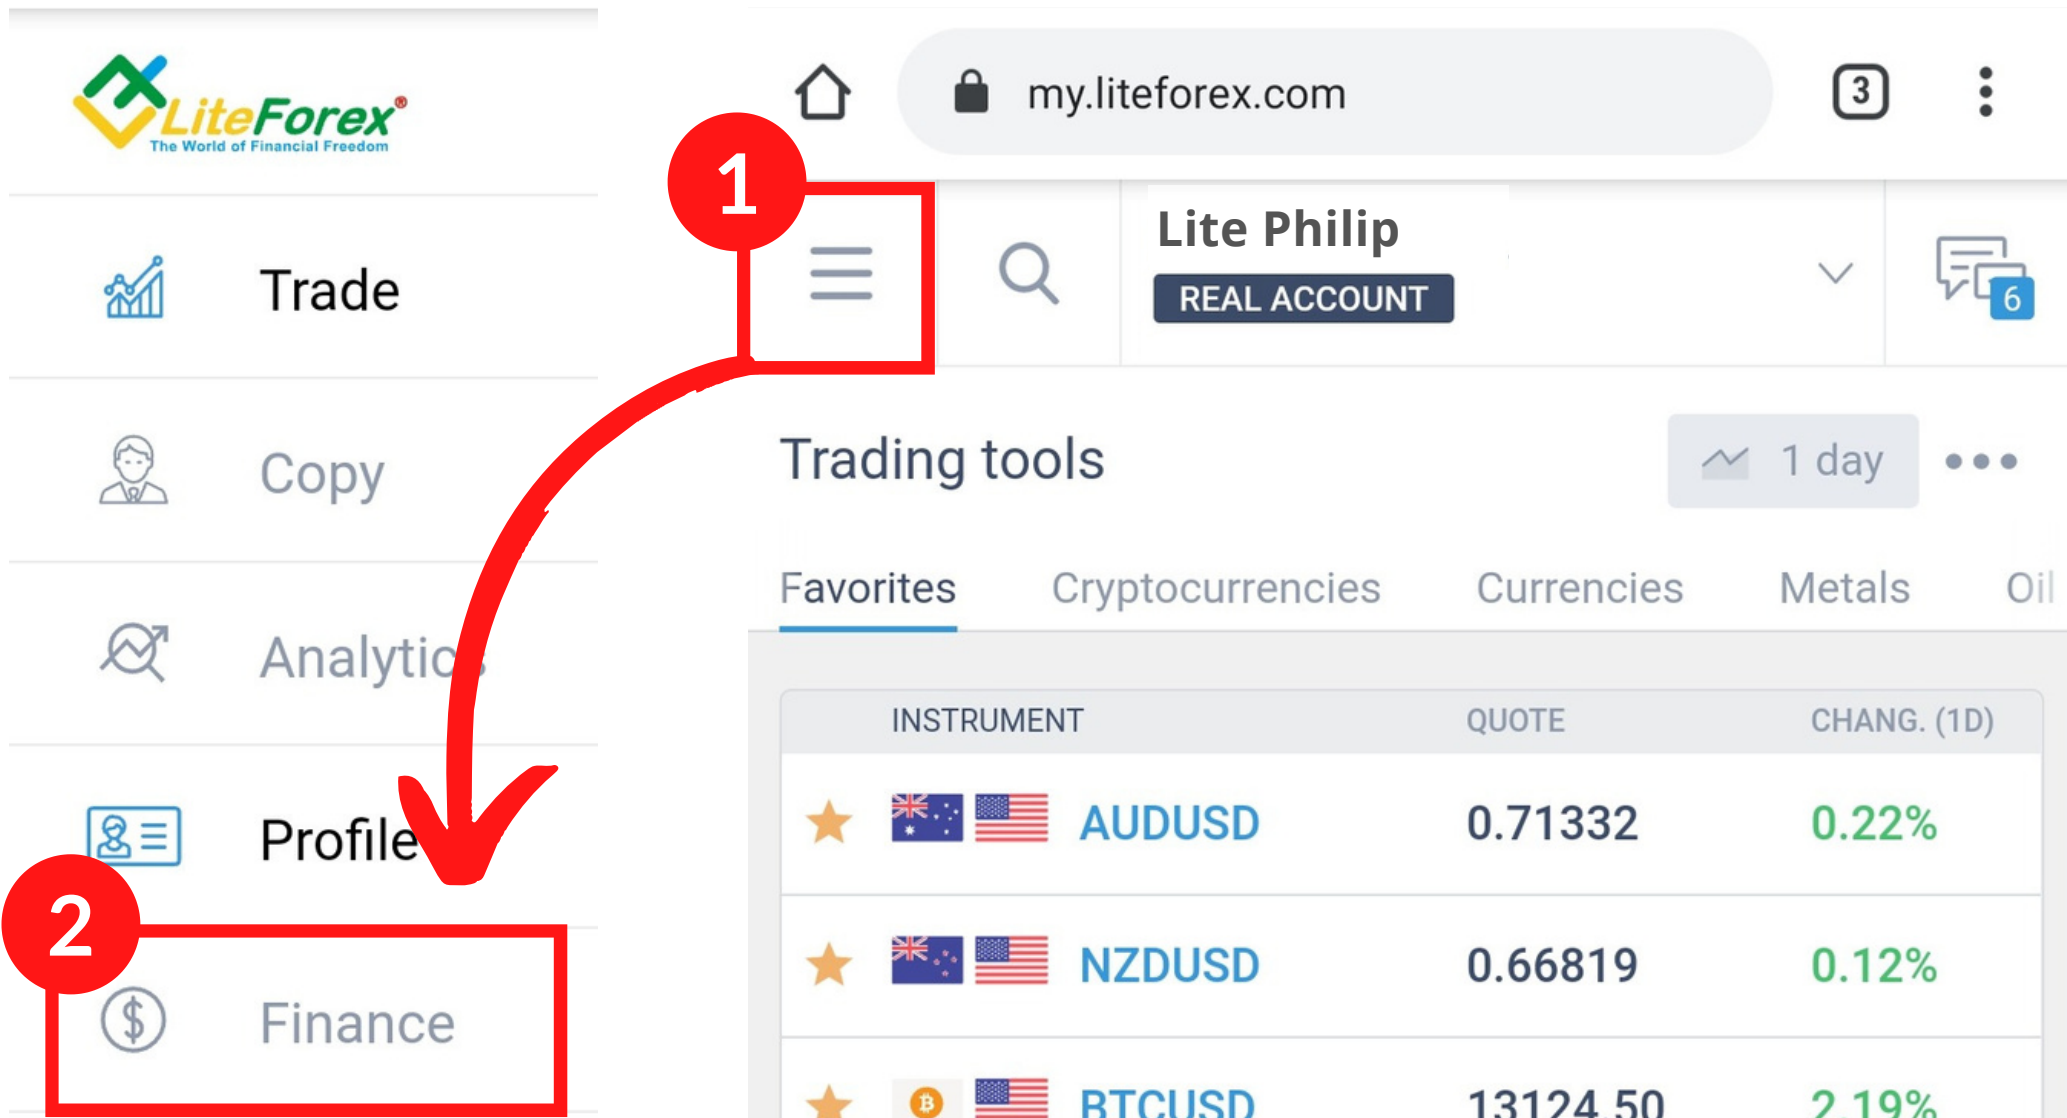 LiteForex®
The World of Financial Freedom
Trade
Copy
Analytics
Profile
2
Finance
my.liteforex.com
3
1
Lite Philip
REAL ACCOUNT
6
Trading tools
1 day
Favorites Cryptocurrencies Currencies Metals Oil
INSTRUMENT QUOTE CHANG. (1D)
AUDUSD 0.71332 0.22%
NZDUSD 0.66819 0.12%
BTCUSD 13124.50 2.19%